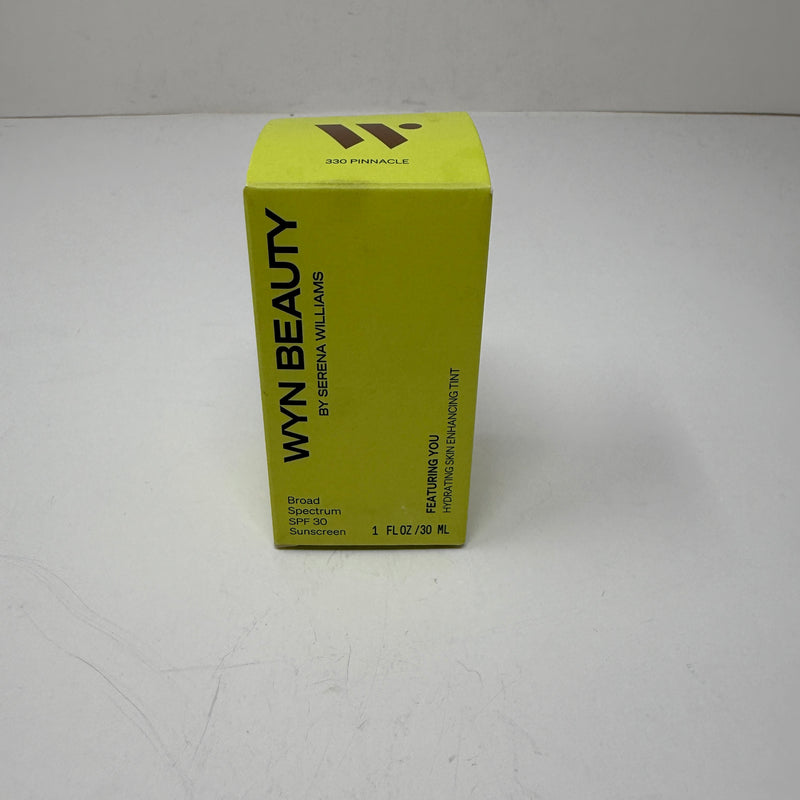 330 PINNACLE
WYN BEAUTY
BY SERENA WILLIAMS
FEATURING YOU
HYDRATING SKIN ENHANCING TINT
Broad
Spectrum
SPF 30
Sunscreen
1 FL OZ/30 ML